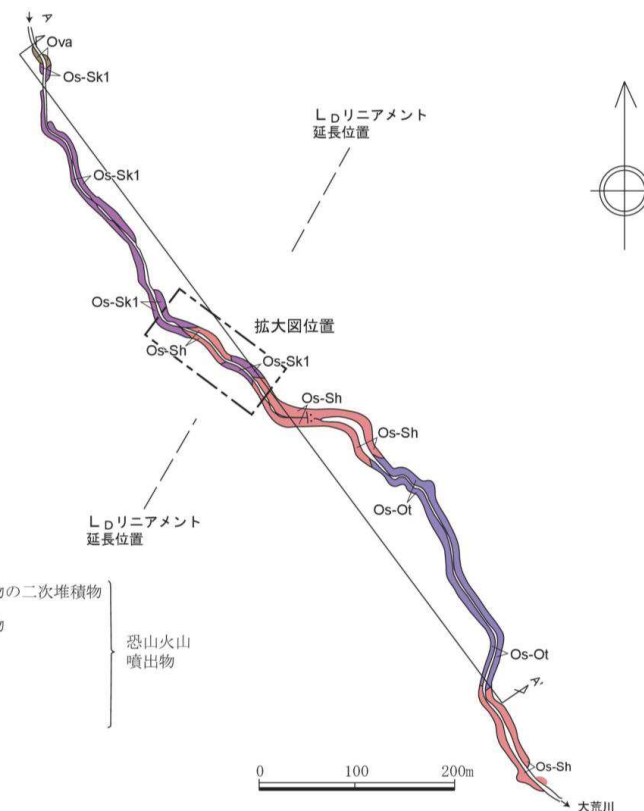 ア
Ova
Os-Sk1
LDリニアメント
延長位置
Os-Sk1
Os-Sk1
拡大図位置
Os-Sh
Os-Sk1
Os-Sh
Os-Sh
Os-Ot
LDリニアメント
延長位置
物の二次堆積物
物
恐山火山
噴出物
Os-Ot
ア'
Os-Sh
0 100 200m
大荒川